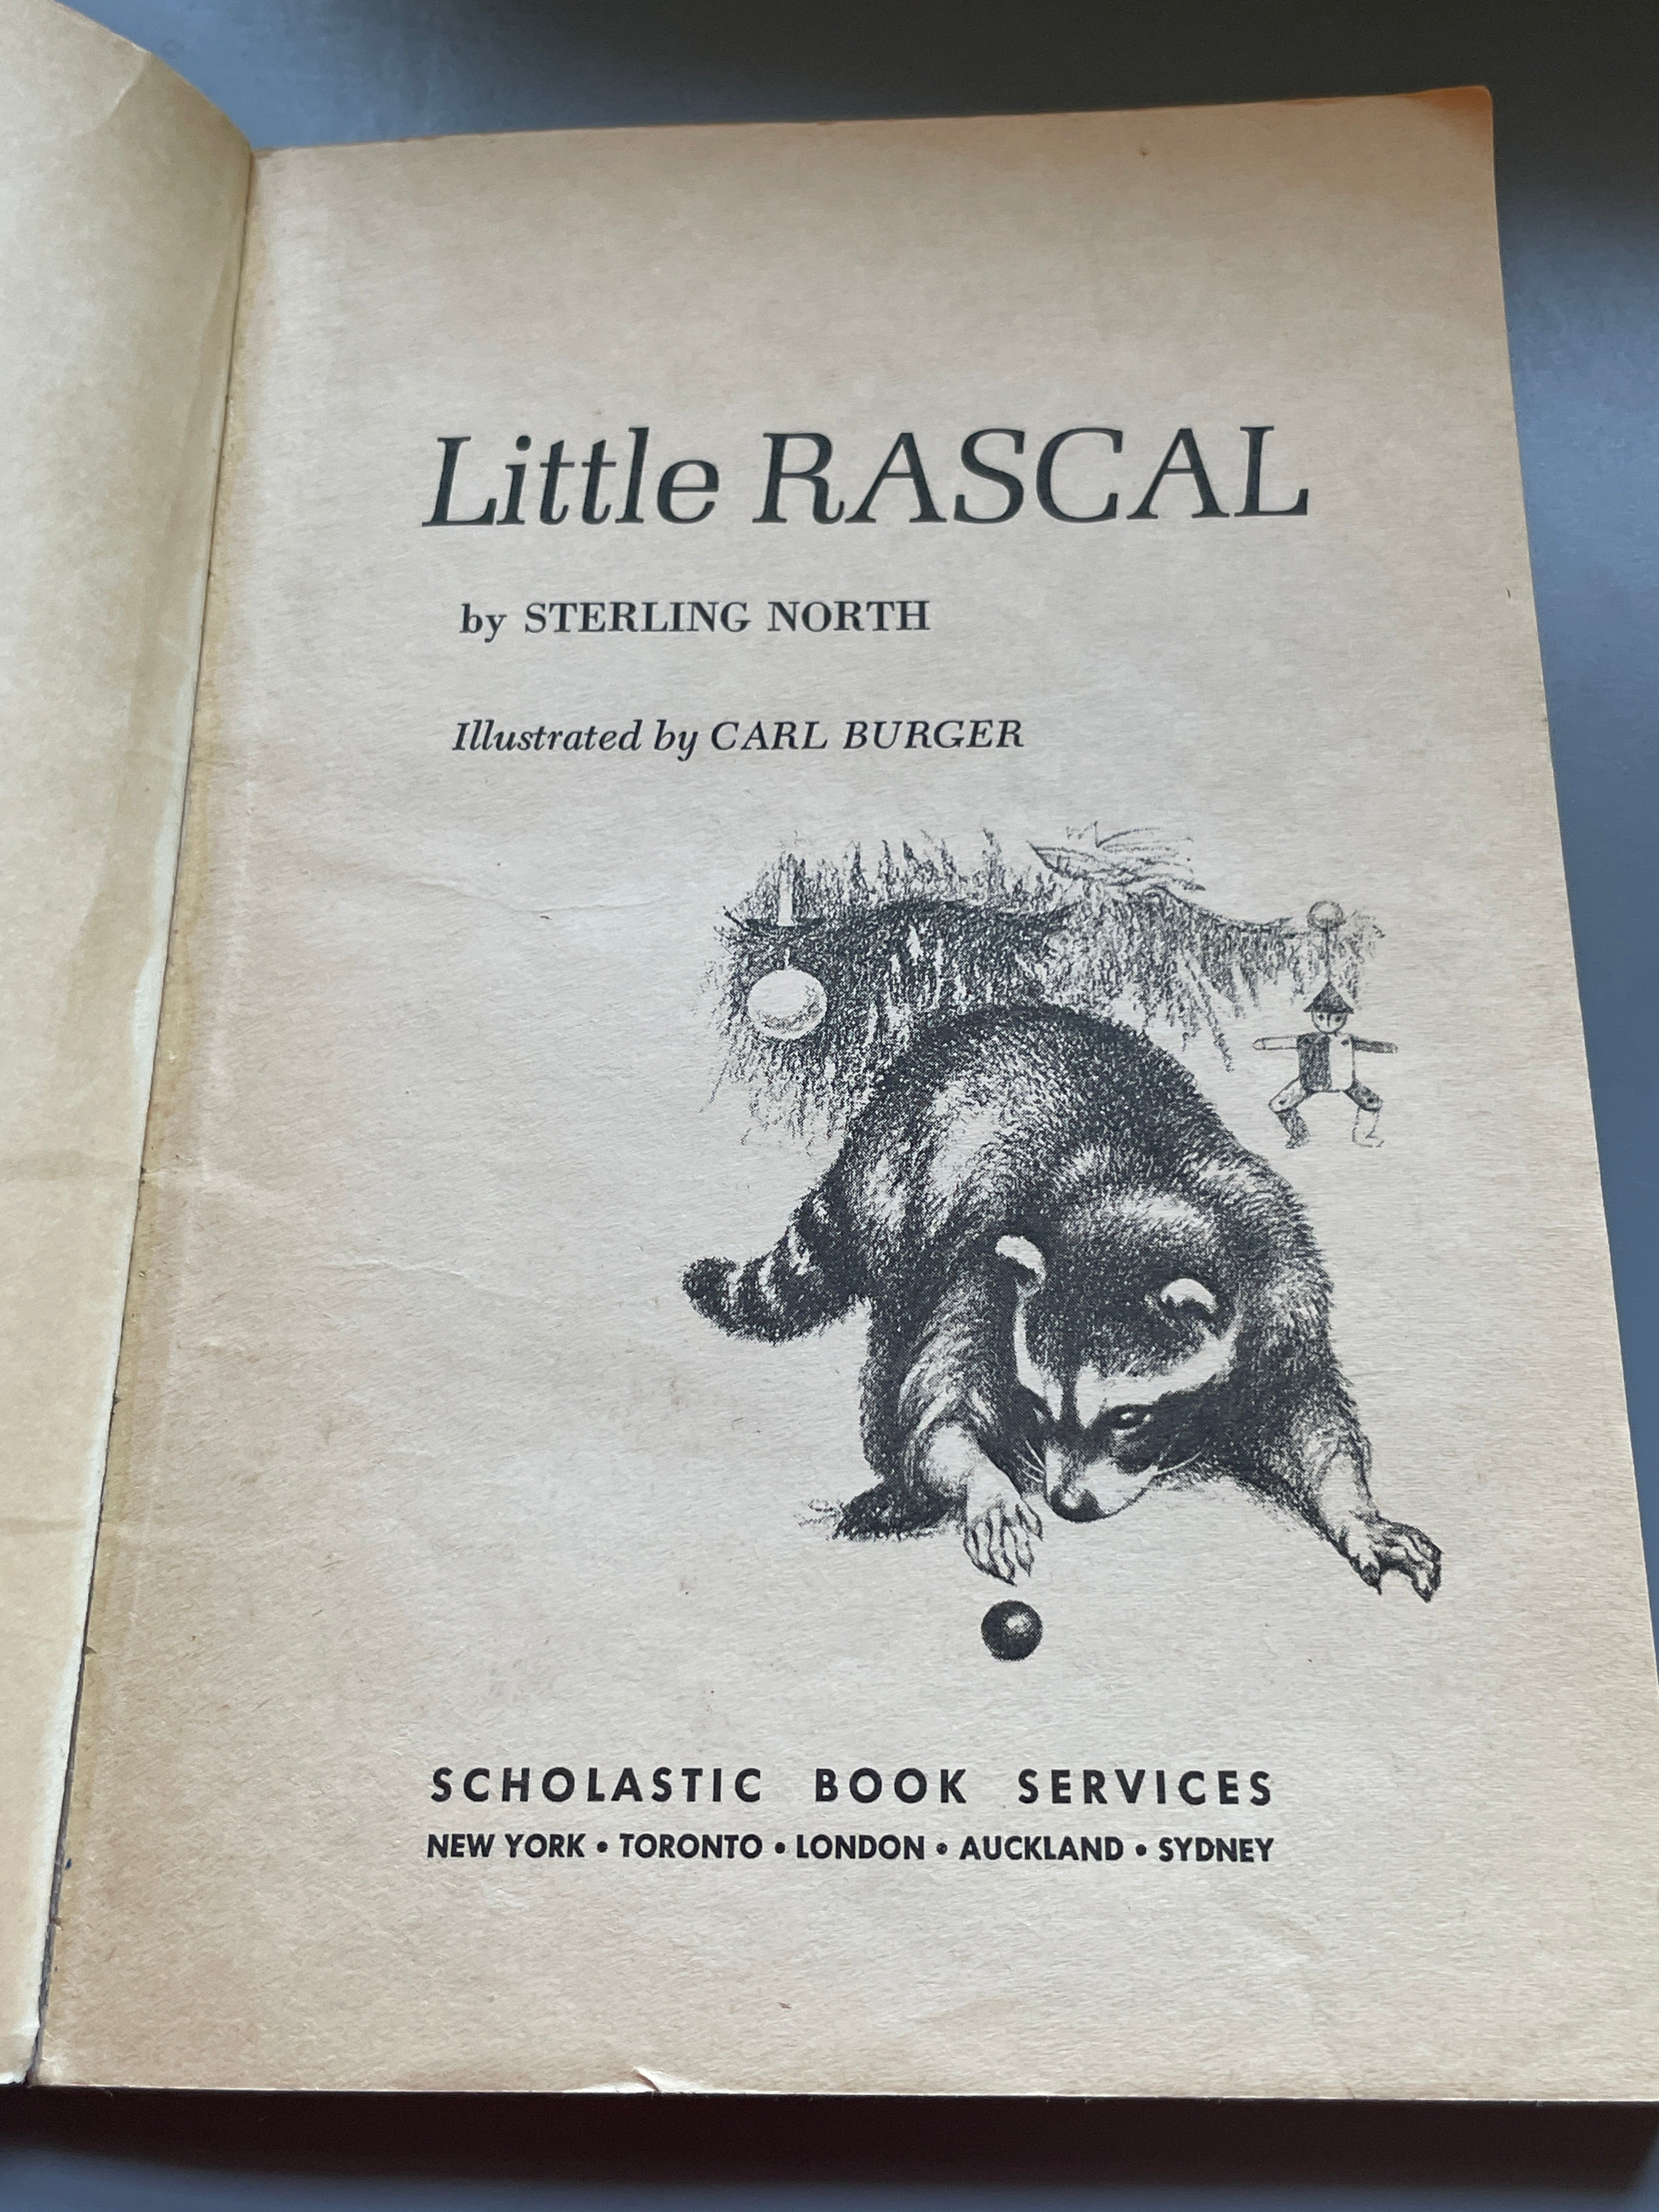 Little RASCAL
by STERLING NORTH
Illustrated by CARL BURGER
SCHOLASTIC BOOK SERVICES
NEW YORK • TORONTO • LONDON • AUCKLAND • SYDNEY